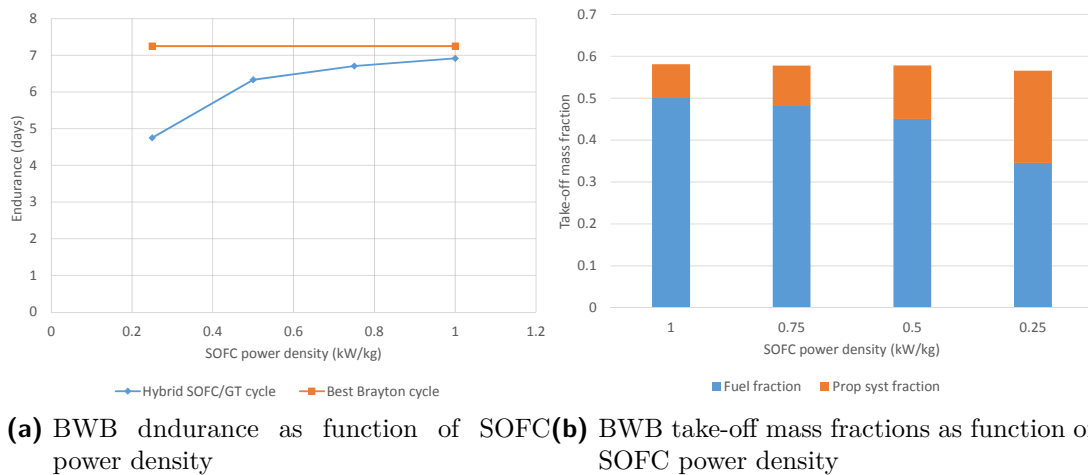 8
7
6
5
4
3
2
1
0
Endurance (days)
0 0.2 0.4 0.6 0.8 1 1.2
SOFC power density (kW/kg)
Hybrid SOFC/GT cycle Best Brayton cycle
0.7
0.6
0.5
0.4
0.3
0.2
0.1
0
Take-off mass fraction
1 0.75 0.5 0.25
SOFC power density (kW/kg)
Fuel fraction Prop syst fraction
(a) BWB dndurance as function of SOFC
power density
(b) BWB take-off mass fractions as function of
SOFC power density